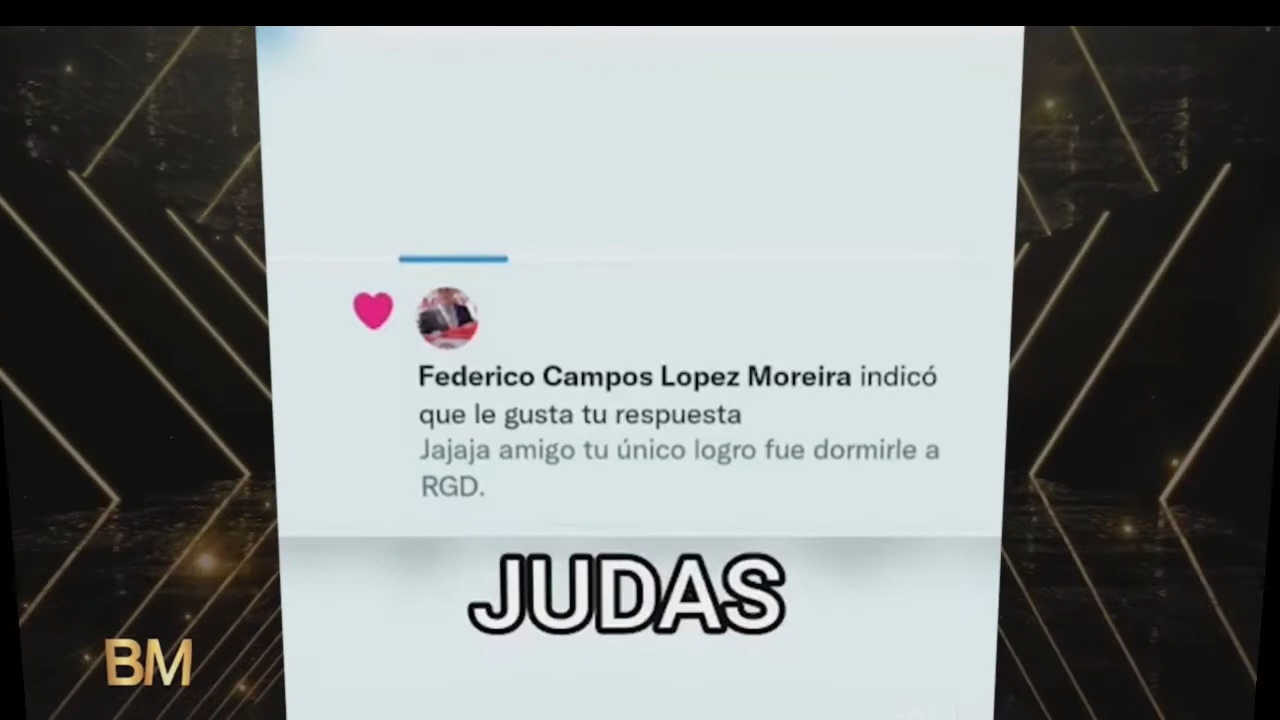 Federico Campos Lopez Moreira indicó
que le gusta tu respuesta
Jajaja amigo tu único logro fue dormirle a
RGD.
JUDAS
BM